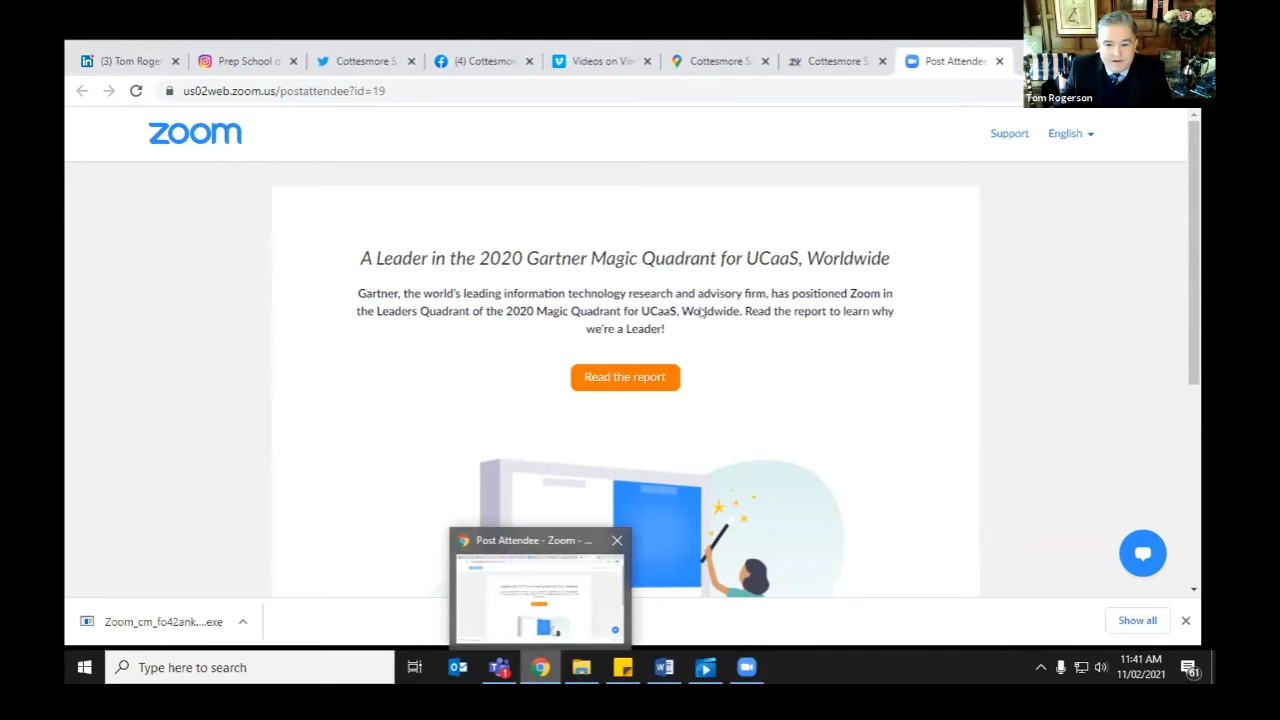 (3) Tom Roge
Prep School o
Cottesmore S
(4) Cottesmo
Videos on Vi
Cottesmore S
Cottesmore S
Post Attende
Tom Rogerson
us02web.zoom.us/postattendee?id=19
zoom
Support
English
A Leader in the 2020 Gartner Magic Quadrant for UCaaS, Worldwide
Gartner, the world's leading information technology research and advisory firm, has positioned Zoom in
the Leaders Quadrant of the 2020 Magic Quadrant for UCaaS, Worldwide. Read the report to learn why
we're a Leader!
Read the report
Post Attendee - Zoom - ...
Zoom_cm_fo42ank....exe
Show all
Type here to search
11:41 AM
11/02/2021
61